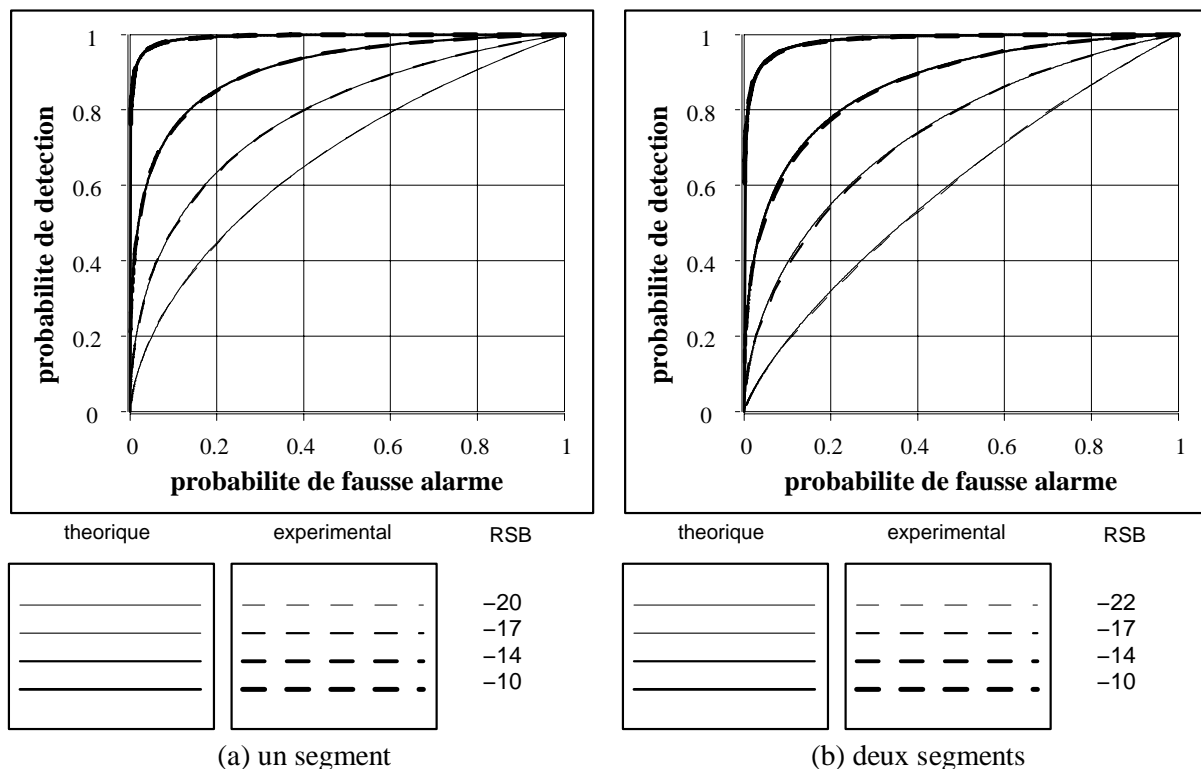 1
0.8
0.6
0.4
0.2
0
probabilite de detection
0 0.2 0.4 0.6 0.8 1
probabilite de fausse alarme
theorique experimental RSB
−20
−17
−14
−10
(a) un segment
1
0.8
0.6
0.4
0.2
0
probabilite de detection
0 0.2 0.4 0.6 0.8 1
probabilite de fausse alarme
theorique experimental RSB
−22
−17
−14
−10
(b) deux segments